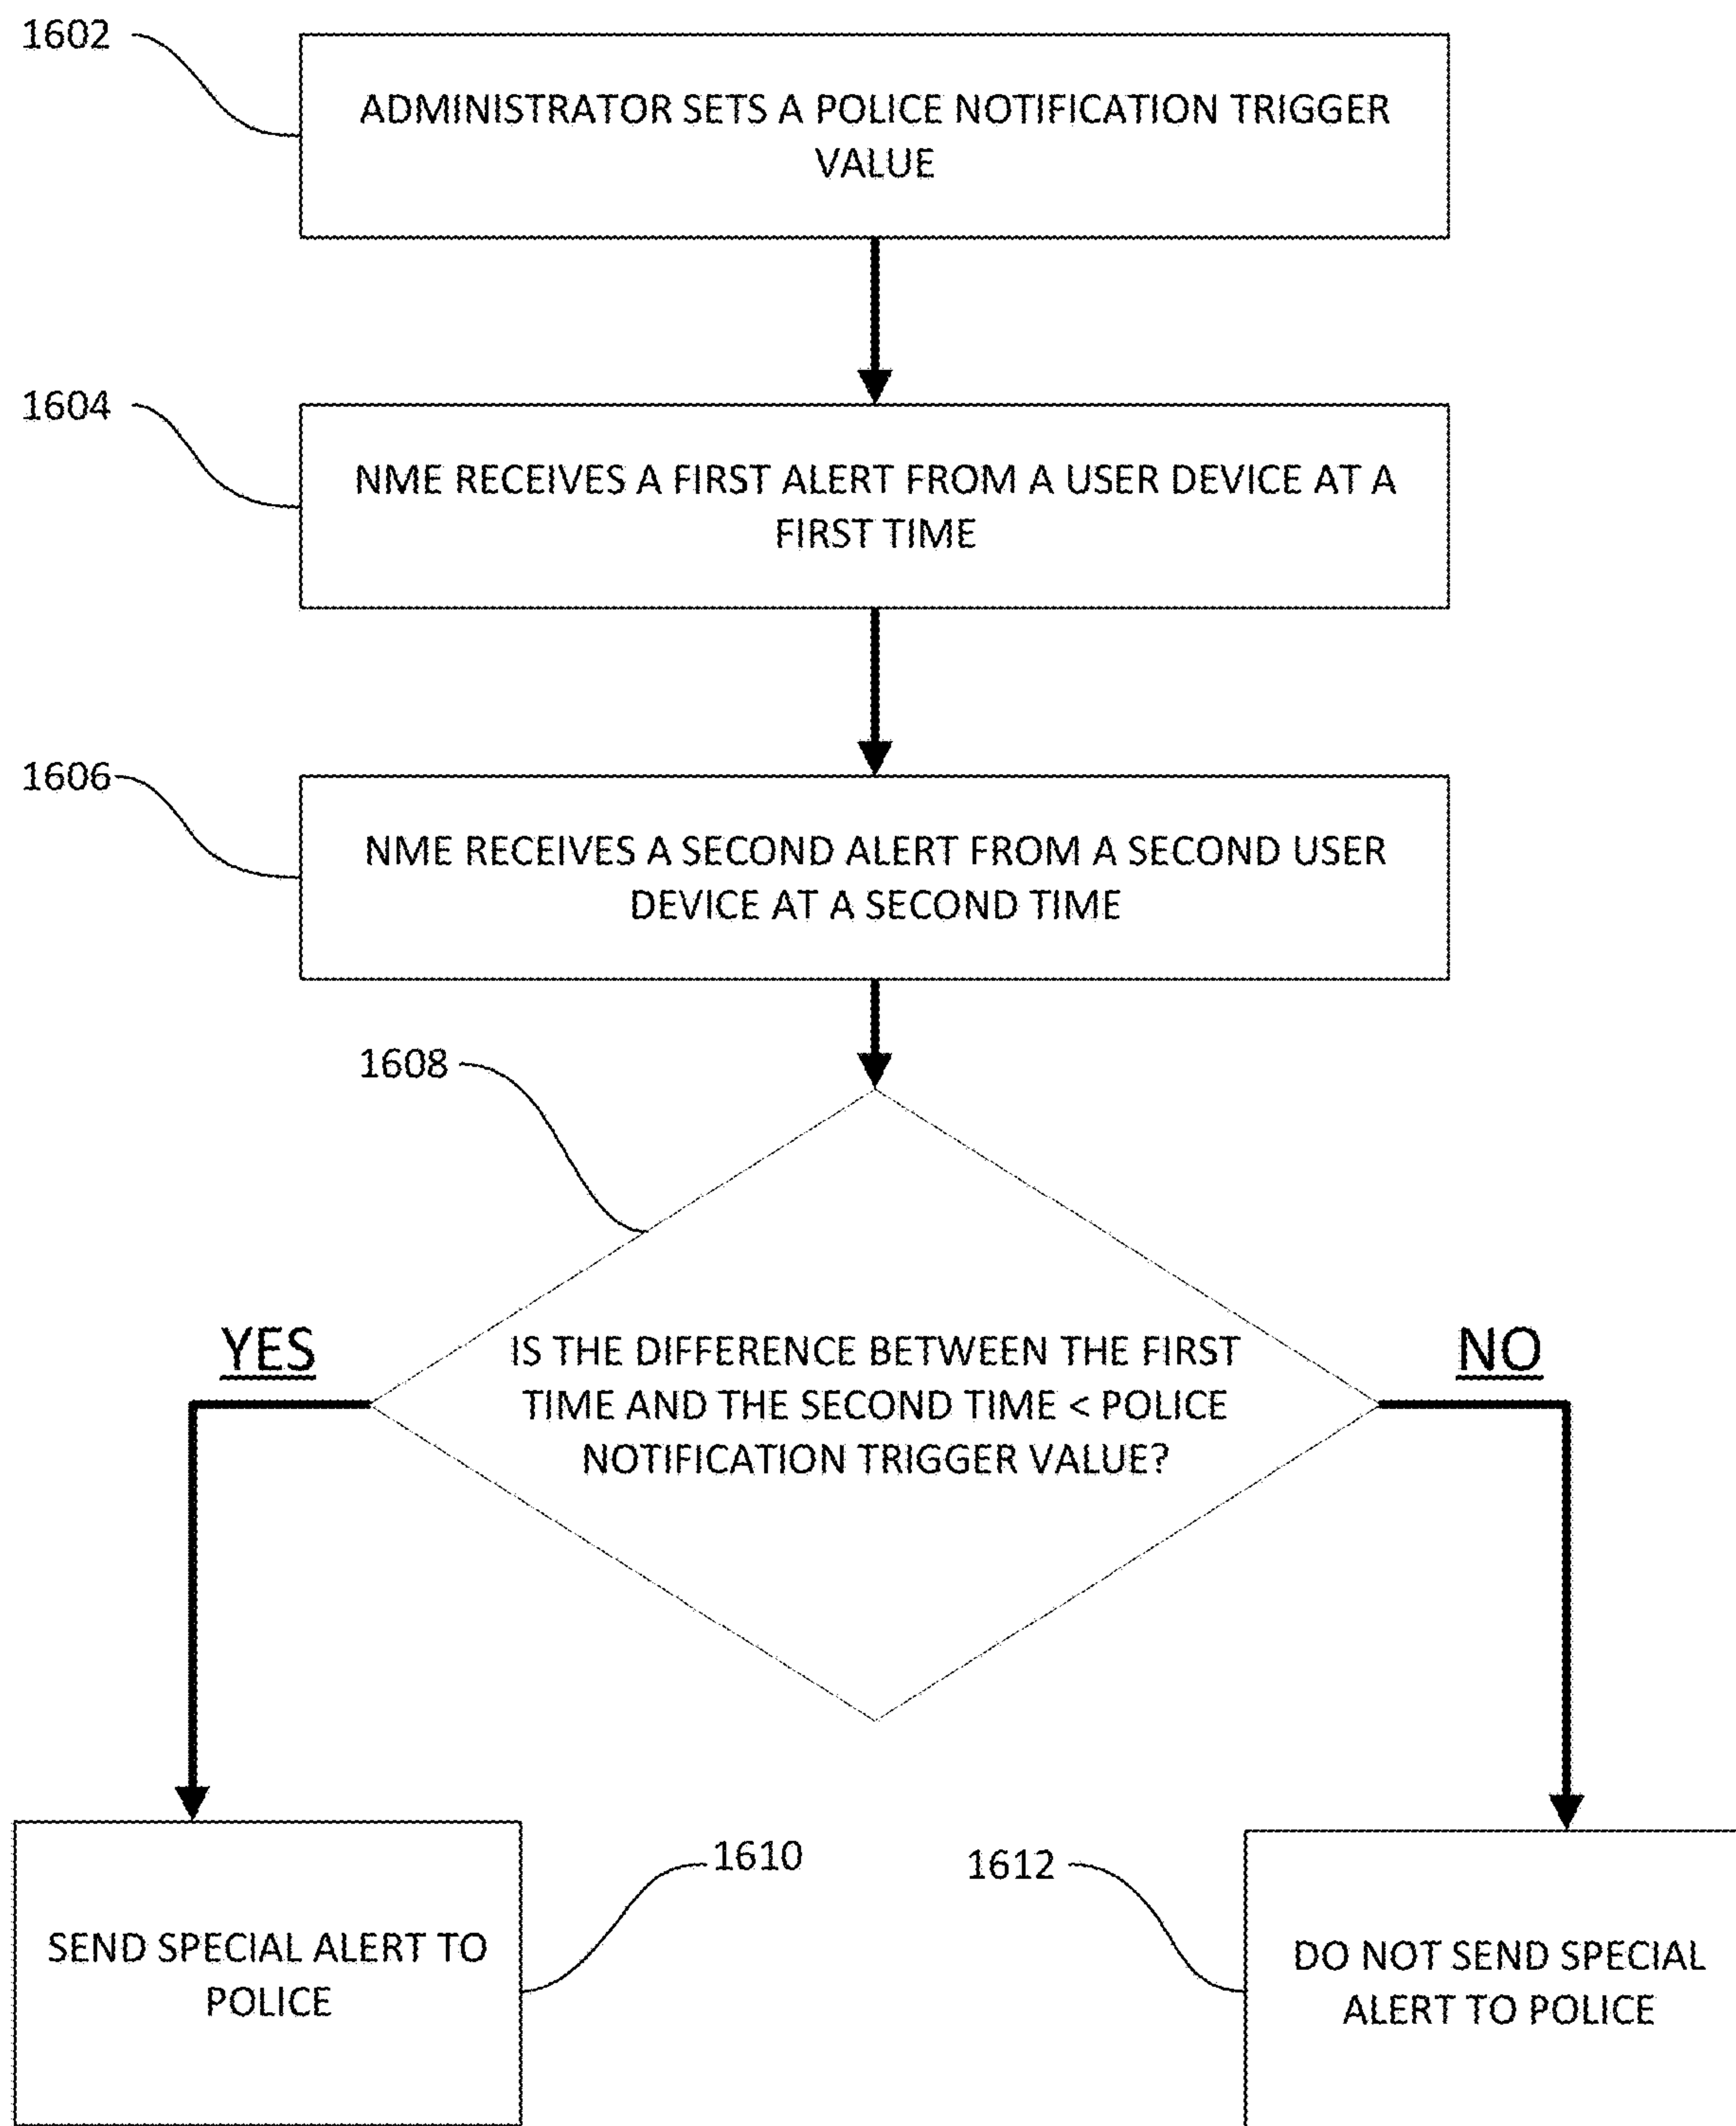 1602
ADMINISTRATOR SETS A POLICE NOTIFICATION TRIGGER
VALUE
1604
NME RECEIVES A FIRST ALERT FROM A USER DEVICE AT A
FIRST TIME
1606
NME RECEIVES A SECOND ALERT FROM A SECOND USER
DEVICE AT A SECOND TIME
1608
YES
IS THE DIFFERENCE BETWEEN THE FIRST
TIME AND THE SECOND TIME < POLICE
NOTIFICATION TRIGGER VALUE?
NO
1610
SEND SPECIAL ALERT TO
POLICE
1612
DO NOT SEND SPECIAL
ALERT TO POLICE